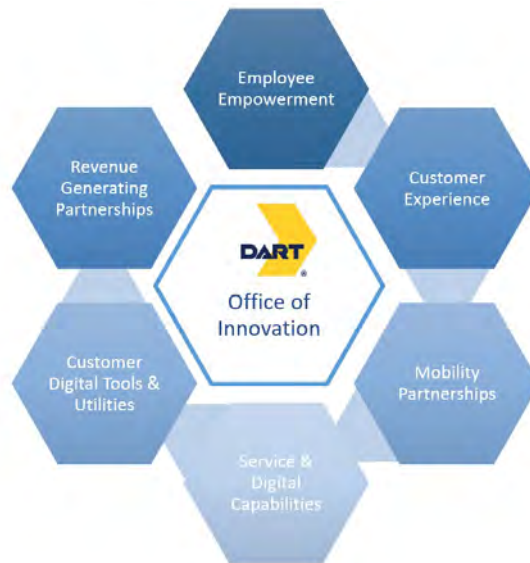 Employee
Empowerment
Customer
Experience
Mobility
Partnerships
Service &
Digital
Capabilities
Customer
Digital Tools &
Utilities
Revenue
Generating
Partnerships
DART®
Office of
Innovation